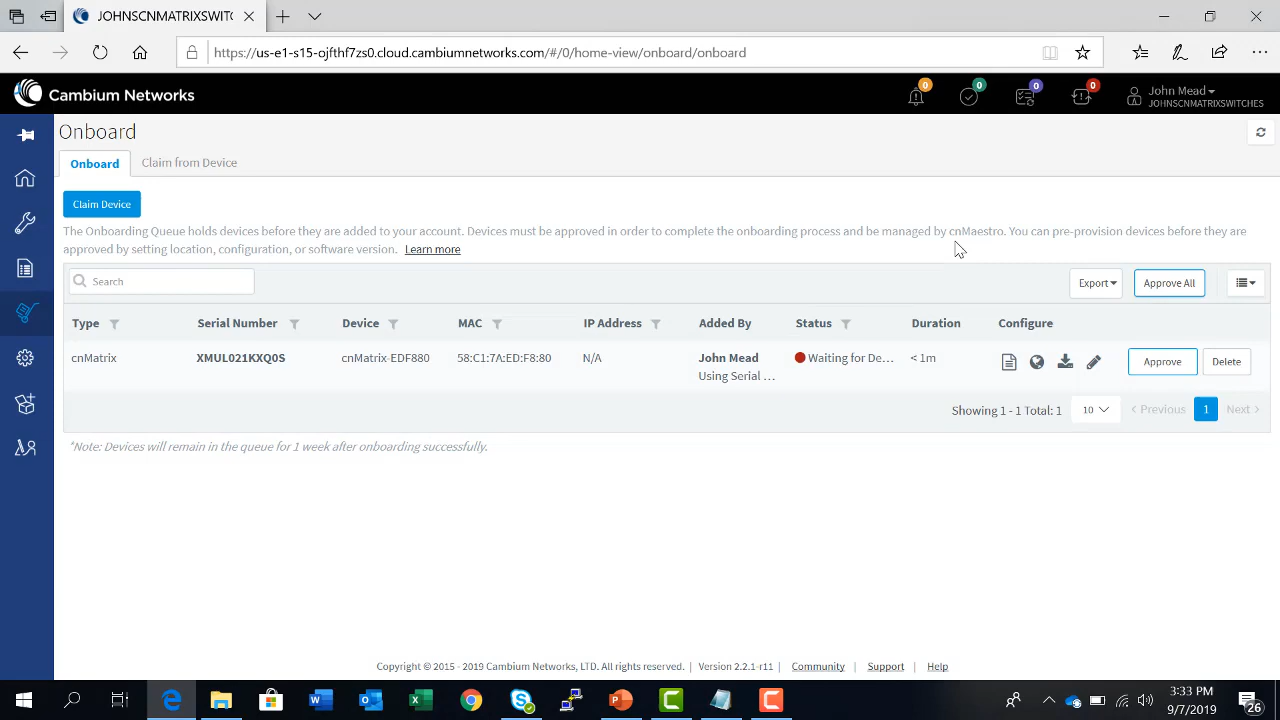 JOHNSCNMATRIXSWITC
https://us-e1-s15-ojfthf7zs0.cloud.cambiumnetworks.com/#/0/home-view/onboard/onboard
Cambium Networks
0
0
0
0
John Mead
JOHNSCNMATRIXSWITCHES
Onboard
Onboard
Claim from Device
Claim Device
The Onboarding Queue holds devices before they are added to your account. Devices must be approved in order to complete the onboarding process and be managed by cnMaestro. You can pre-provision devices before they are
approved by setting location, configuration, or software version. Learn more
Search
Export
Approve All
Type Serial Number Device MAC IP Address Added By Status Duration Configure
cnMatrix XMUL021KXQ0S cnMatrix-EDF880 58:C1:7A:ED:F8:80 N/A John Mead Waiting for De... < 1m Approve Delete
Using Serial ...
Showing 1 - 1 Total: 1 10 < Previous 1 Next >
*Note: Devices will remain in the queue for 1 week after onboarding successfully.
Copyright © 2015 - 2019 Cambium Networks, LTD. All rights reserved. | Version 2.2.1-r11 | Community | Support | Help
3:33 PM
9/7/2019
26